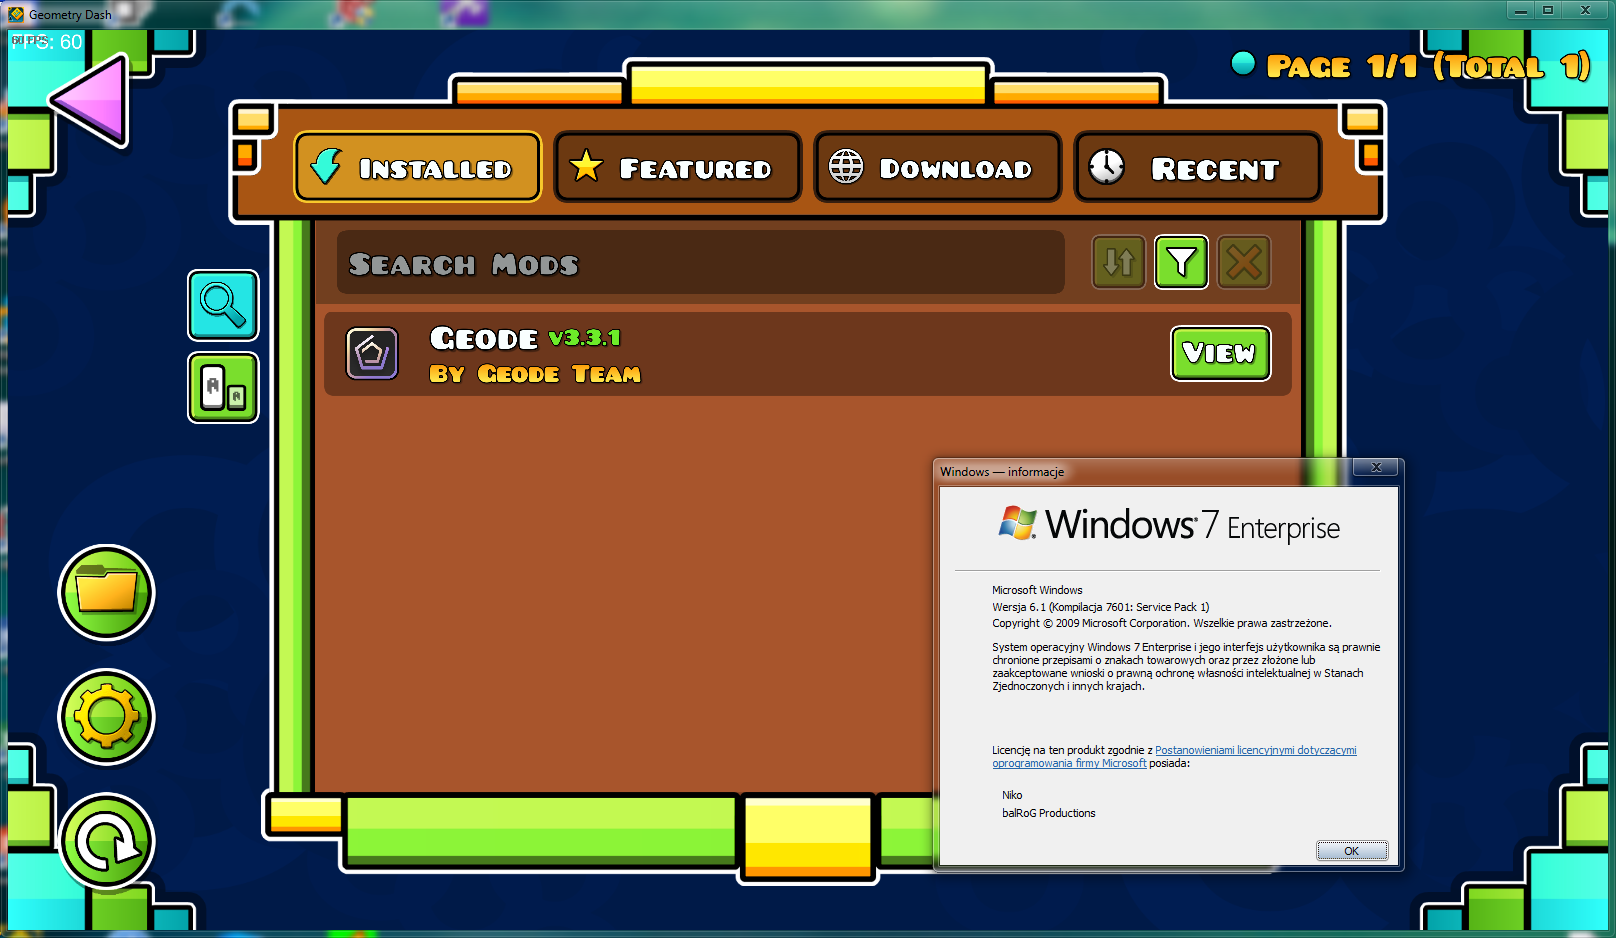 Geometry Dash
FPS: 60
Page 1/1 (Total 1)
Installed
Featured
Download
Recent
Search Mods
Geode v3.3.1
By Geode Team
View
Windows — informacje
Windows® 7 Enterprise
Microsoft Windows
Wersja 6.1 (Kompilacja 7601: Service Pack 1)
Copyright © 2009 Microsoft Corporation. Wszelkie prawa zastrzeżone.
System operacyjny Windows 7 Enterprise i jego interfejs użytkownika są prawnie
chronione przepisami o znakach towarowych oraz przez złożone lub
zaakceptowane wnioski o prawną ochronę własności intelektualnej w Stanach
Zjednoczonych i innych krajach.
Licencję na ten produkt zgodnie z Postanowieniami licencyjnymi dotyczącymi
oprogramowania firmy Microsoft posiada:
Niko
balRoG Productions
OK